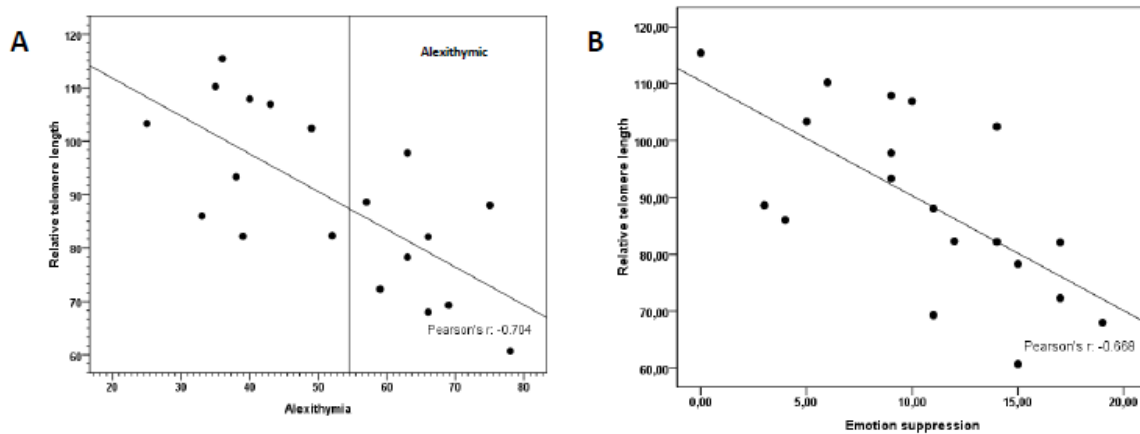 A
Relative telomere length
120
110
100
90
80
70
60
Alexithymic
Pearson's r: -0.704
20
30
40
50
60
70
80
Alexithymia
B
Relative telomere length
120,00
110,00
100,00
90,00
80,00
70,00
60,00
Pearson's r: -0.668
0,00
5,00
10,00
15,00
20,00
Emotion suppression